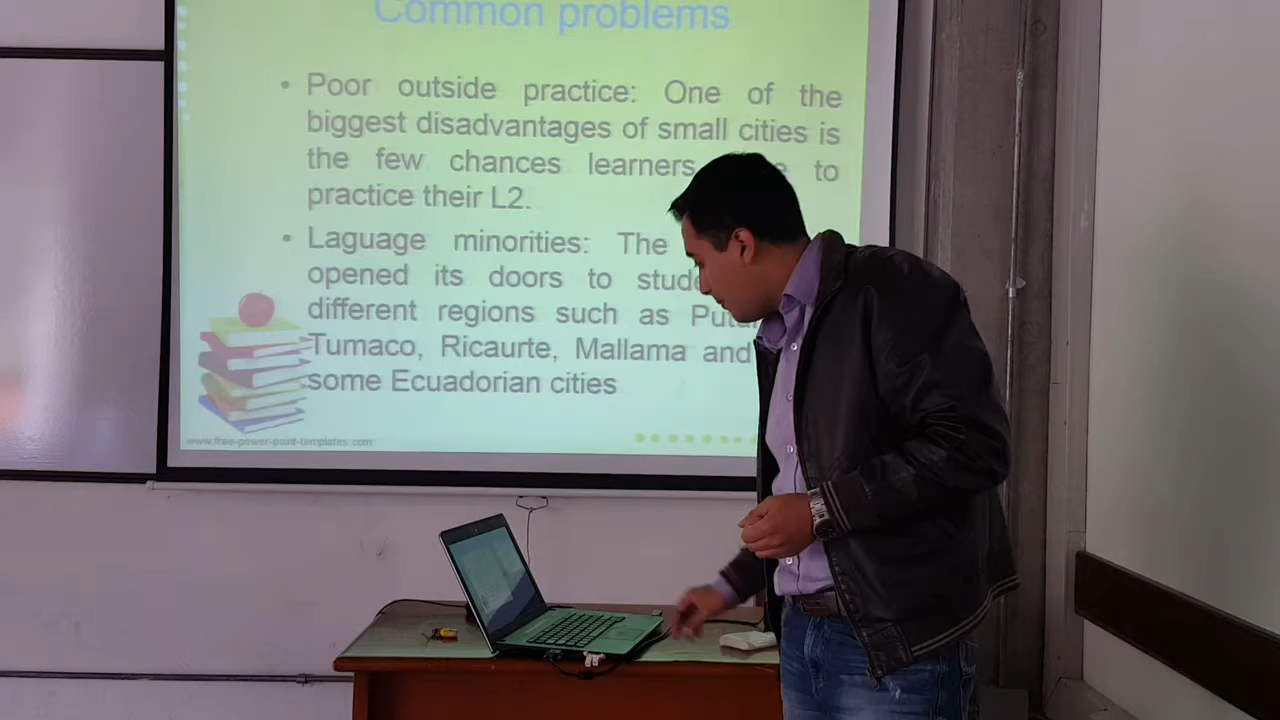 Common problems
• Poor outside practice: One of the
biggest disadvantages of small cities is
the few chances learners to
practice their L2.
• Laguage minorities: The
opened its doors to
different regions such as
Tumaco, Ricaurte, Mallama and
some Ecuadorian cities
www.free-power-point-templates.com